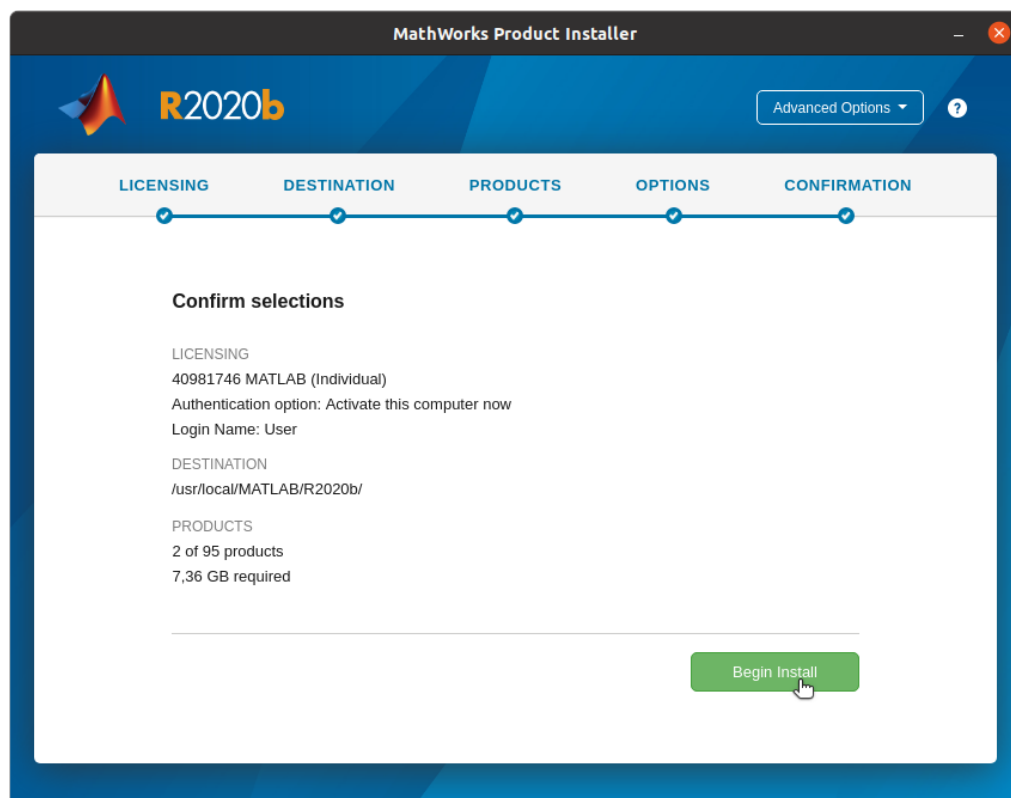 MathWorks Product Installer
R2020b
Advanced Options
?
LICENSING
DESTINATION
PRODUCTS
OPTIONS
CONFIRMATION
Confirm selections
LICENSING
40981746 MATLAB (Individual)
Authentication option: Activate this computer now
Login Name: User
DESTINATION
/usr/local/MATLAB/R2020b/
PRODUCTS
2 of 95 products
7,36 GB required
Begin Install